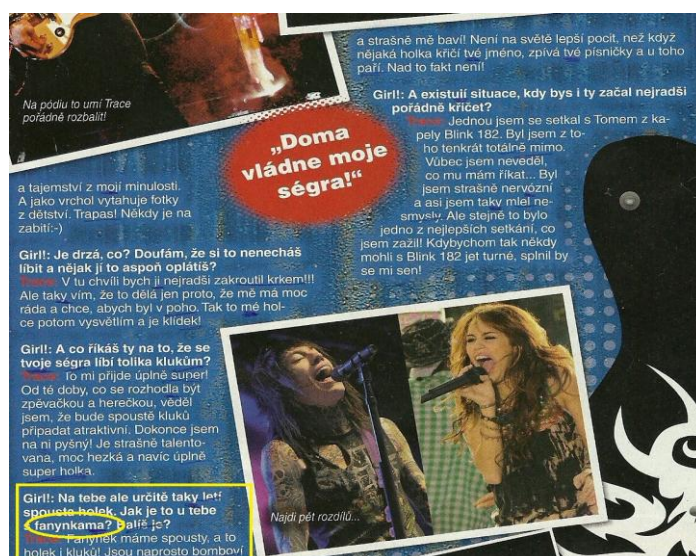 Na pódiu to umí Trace
pořádně rozbalit!
„Doma
vládne moje
ségra!“
a tajemství z mojí minulosti.
A jako vrchol vytahuje fotky
z dětství. Trapas! Někdy je na
zabití:-)
Girl!: Je drzá, co? Doufám, že si to nenecháš
líbit a nějak jí to aspoň oplátíš?
Trace: V tu chvíli bych jí nejradši zakroutil krkem!!!
Ale taky vím, že to dělá jen proto, že mě má moc
ráda a chce, abych byl v poho. Tak to mé hol-
ce potom vysvětlím a je klídek!
Girl!: A co říkáš ty na to, že se
tvoje ségra líbí tolika klukům?
Trace: To mi přijde úplně super!
Od té doby, co se rozhodla být
zpěvačkou a herečkou, věděl
jsem, že bude spoustě kluků
připadat atraktivní. Dokonce jsem
na ni pyšný! Je strašně talento-
vaná, moc hezká a navíc úplně
super holka.
Girl!: Na tebe ale určitě taky letí
spousta holek. Jak je to u tebe
s fanynkama? Balíš je?
Trace: Fanynek máme spousty, a to
holek i kluků! Jsou naprosto bomboví
a strašně mě baví! Není na světě lepší pocit, než když
nějaká holka křičí tvé jméno, zpívá tvé písničky a u toho
paří. Nad to fakt není!
Girl!: A existují situace, kdy bys i ty začal nejradši
pořádně křičet?
Trace: Jednou jsem se setkal s Tomem z ka-
pely Blink 182. Byl jsem z to-
ho tenkrát totálně mimo.
Vůbec jsem neveděl,
co mu mám říkat... Byl
jsem strašně nervózní
a asi jsem taky mlel ne-
smysly. Ale stejně to bylo
jedno z nejlepších setkání, co
jsem zažil! Kdybychom tak někdy
mohli s Blink 182 jet turné, splnil by
se mi sen!
Najdi pět rozdílů...